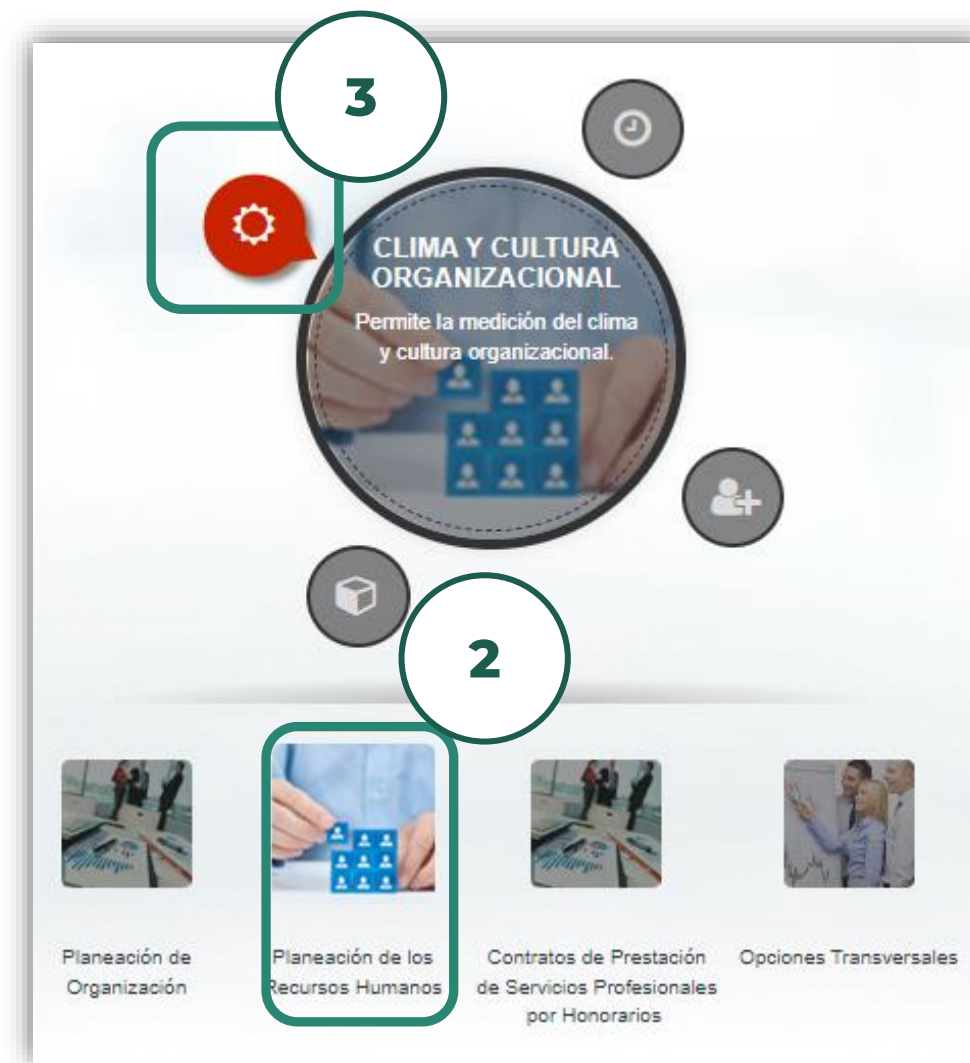 3
CLIMA Y CULTURA
ORGANIZACIONAL
Permite la medición del clima
y cultura organizacional.
2
Planeación de
Organización
Planeación de los
Recursos Humanos
Contratos de Prestación
de Servicios Profesionales
por Honorarios
Opciones Transversales